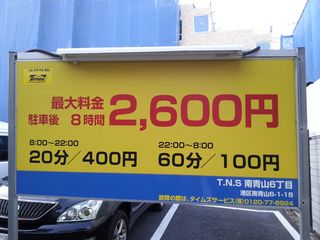 最大料金
駐車後 8時間
2,600円
8:00～22:00
20分/400円
22:00～8:00
60分/100円
T.N.S 南青山6丁目
港区南青山6-1-18
故障の際は、タイムズサービス(株)0120-77-8924